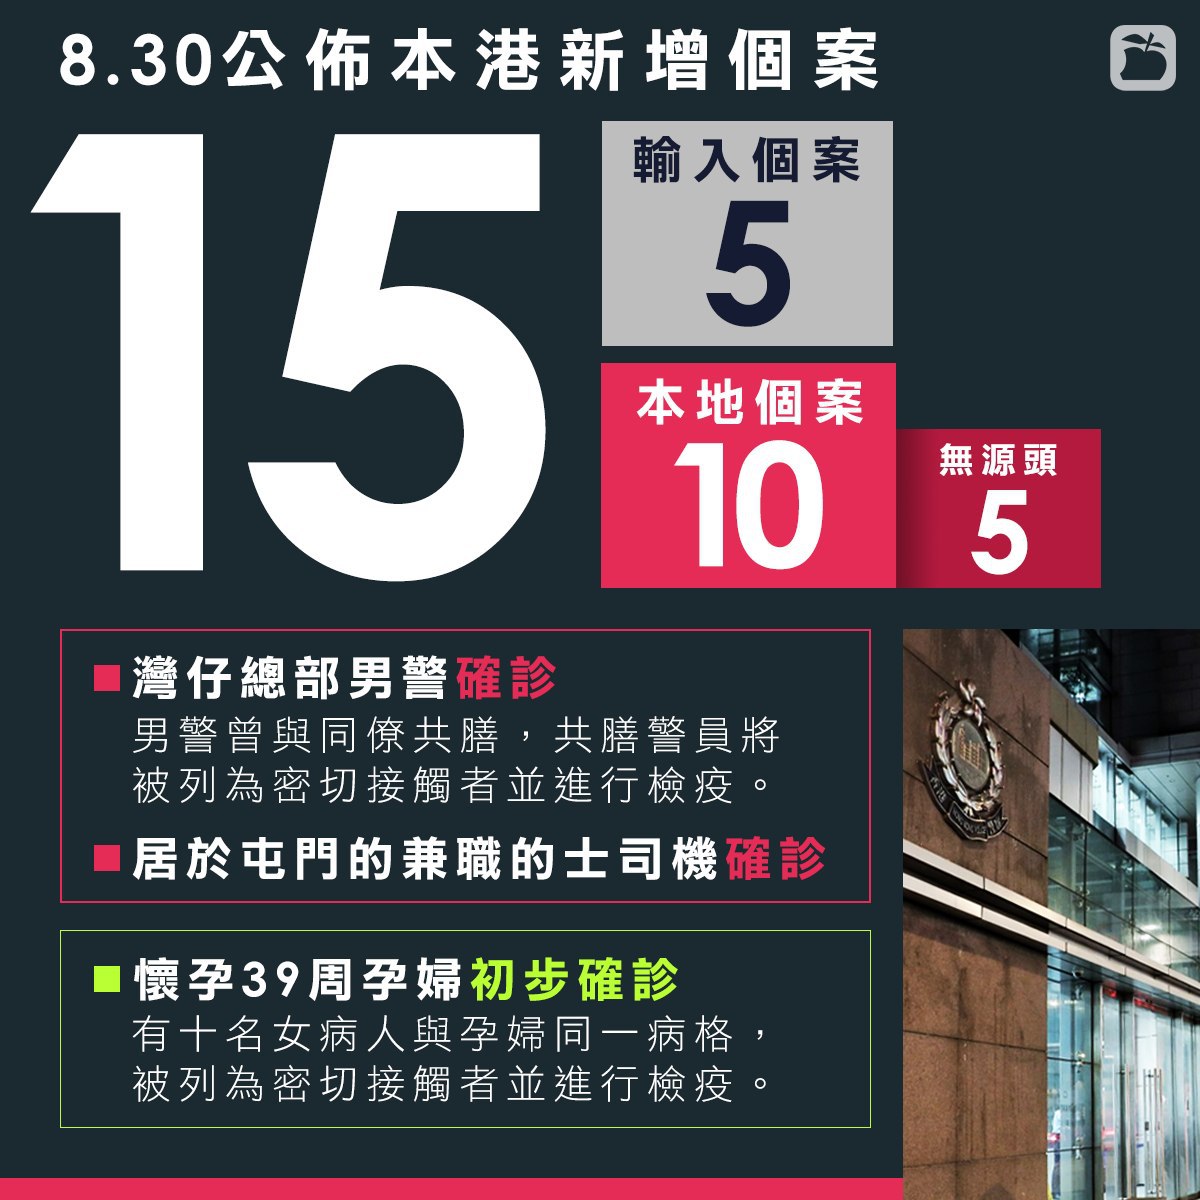 8.30公佈本港新增個案
15
輸入個案
5
本地個案
10
無源頭
5
灣仔總部男警確診
男警曾與同僚共膳，共膳警員將
被列為密切接觸者並進行檢疫。
居於屯門的兼職的士司機確診
懷孕39周孕婦初步確診
有十名女病人與孕婦同一病格，
被列為密切接觸者並進行檢疫。